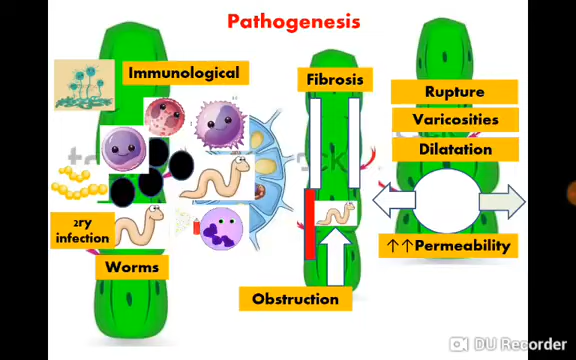 Pathogenesis
Immunological
2ry
infection
Worms
Fibrosis
Obstruction
Rupture
Varicosities
Dilatation
↑↑Permeability
DU Recorder